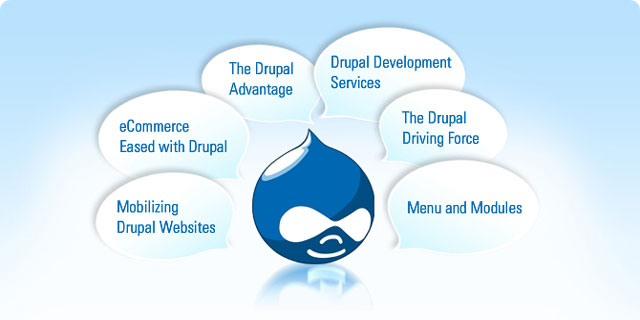 The Drupal
Advantage
Drupal Development
Services
eCommerce
Eased with Drupal
The Drupal
Driving Force
Mobilizing
Drupal Websites
Menu and Modules